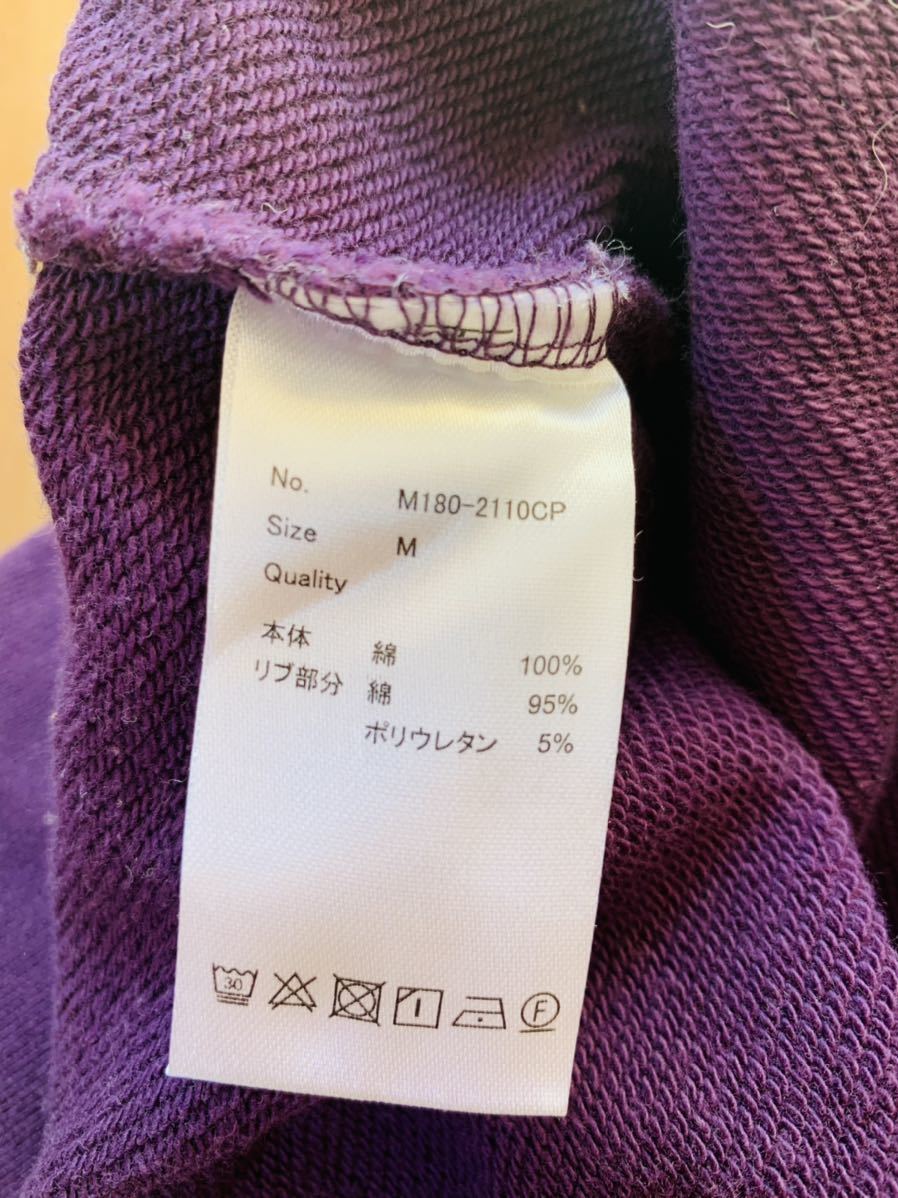 No. M180-2110CP
Size M
Quality
本体 綿 100%
リブ部分 綿 95%
ポリウレタン 5%
30 F